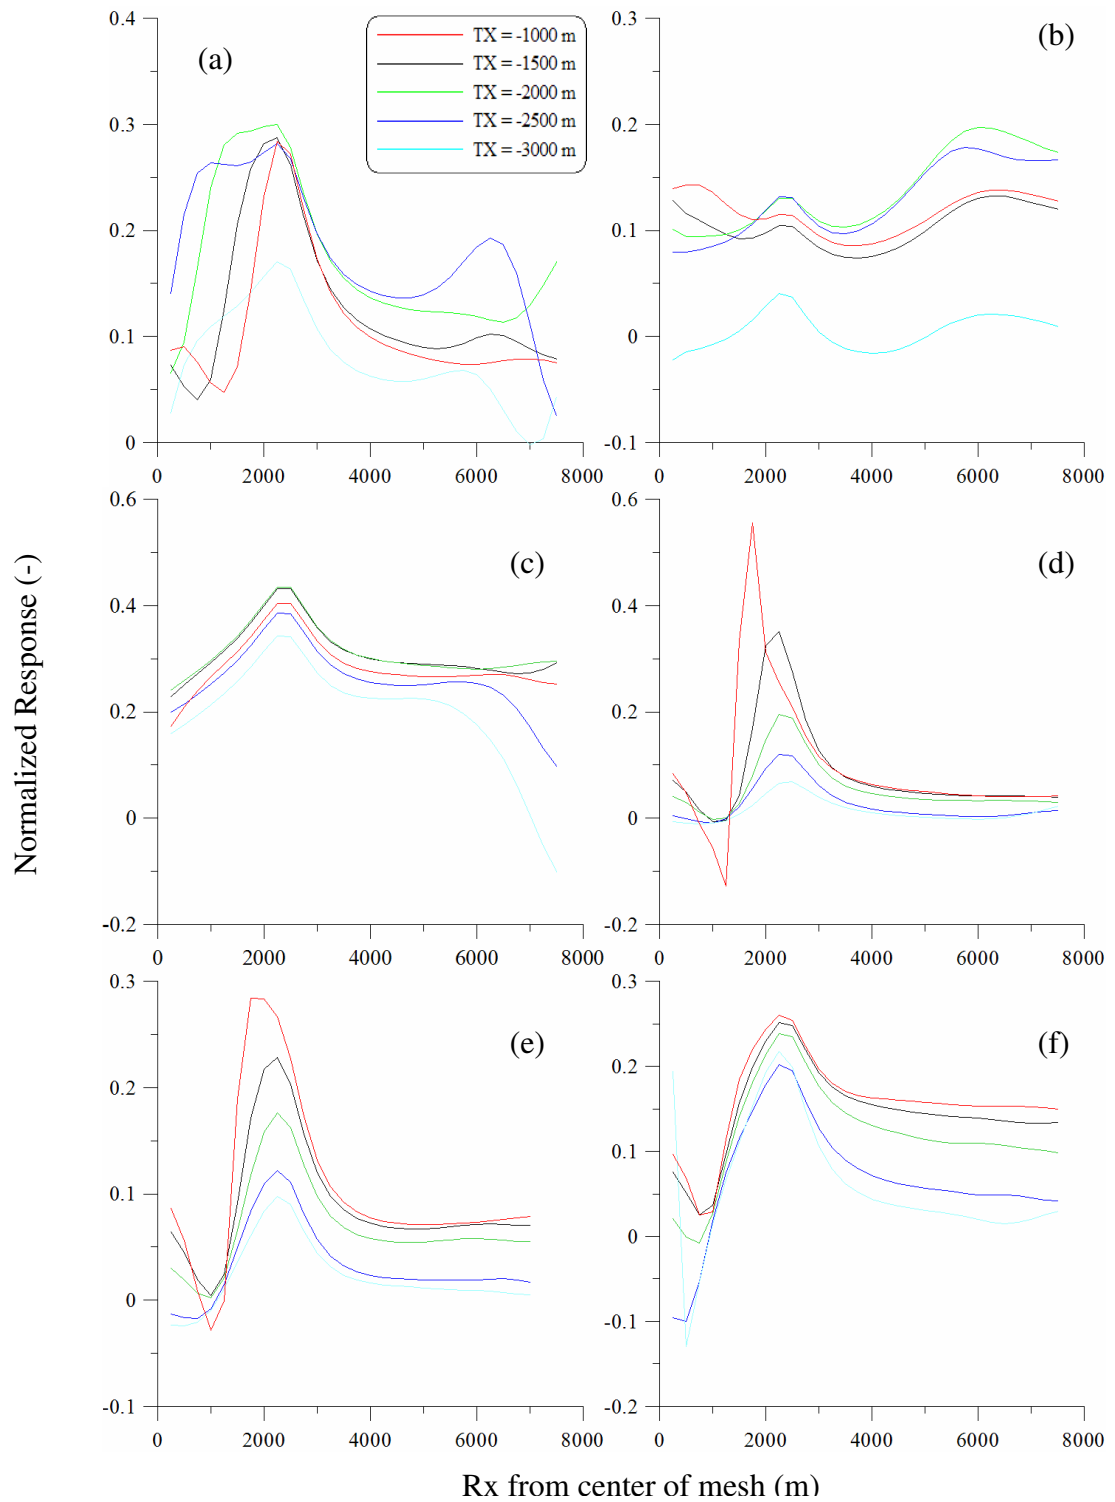 (a)
TX = -1000 m
TX = -1500 m
TX = -2000 m
TX = -2500 m
TX = -3000 m
0.4
0.3
0.2
0.1
0
0 2000 4000 6000 8000
(b)
0.3
0.2
0.1
0
-0.1
0 2000 4000 6000 8000
(c)
0.6
0.4
0.2
0
-0.2
0 2000 4000 6000 8000
(d)
0.6
0.4
0.2
0
-0.2
0 2000 4000 6000 8000
(e)
0.3
0.2
0.1
0
-0.1
0 2000 4000 6000 8000
(f)
0.3
0.2
0.1
0
-0.1
-0.2
0 2000 4000 6000 8000
Normalized Response (-)
Rx from center of mesh (m)